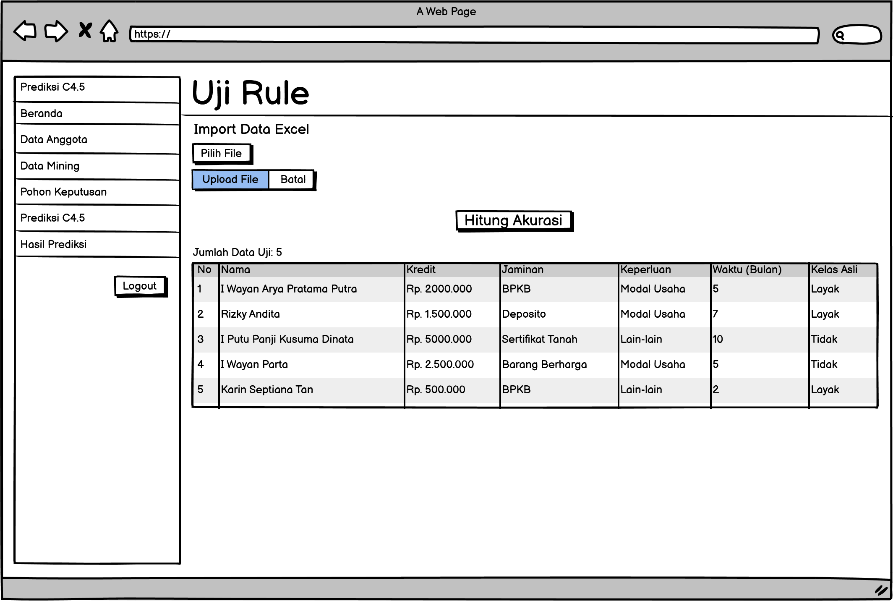 A Web Page
https://
Prediksi C4.5
Beranda
Data Anggota
Data Mining
Pohon Keputusan
Prediksi C4.5
Hasil Prediksi
Logout
Uji Rule
Import Data Excel
Pilih File
Upload File Batal
Hitung Akurasi
Jumlah Data Uji: 5
No Nama Kredit Jaminan Keperluan Waktu (Bulan) Kelas Asli
1 I Wayan Arya Pratama Putra Rp. 2000.000 BPKB Modal Usaha 5 Layak
2 Rizky Andita Rp. 1.500.000 Deposito Modal Usaha 7 Layak
3 I Putu Panji Kusuma Dinata Rp. 5000.000 Sertifikat Tanah Lain-lain 10 Tidak
4 I Wayan Parta Rp. 2.500.000 Barang Berharga Modal Usaha 5 Tidak
5 Karin Septiana Tan Rp. 500.000 BPKB Lain-lain 2 Layak